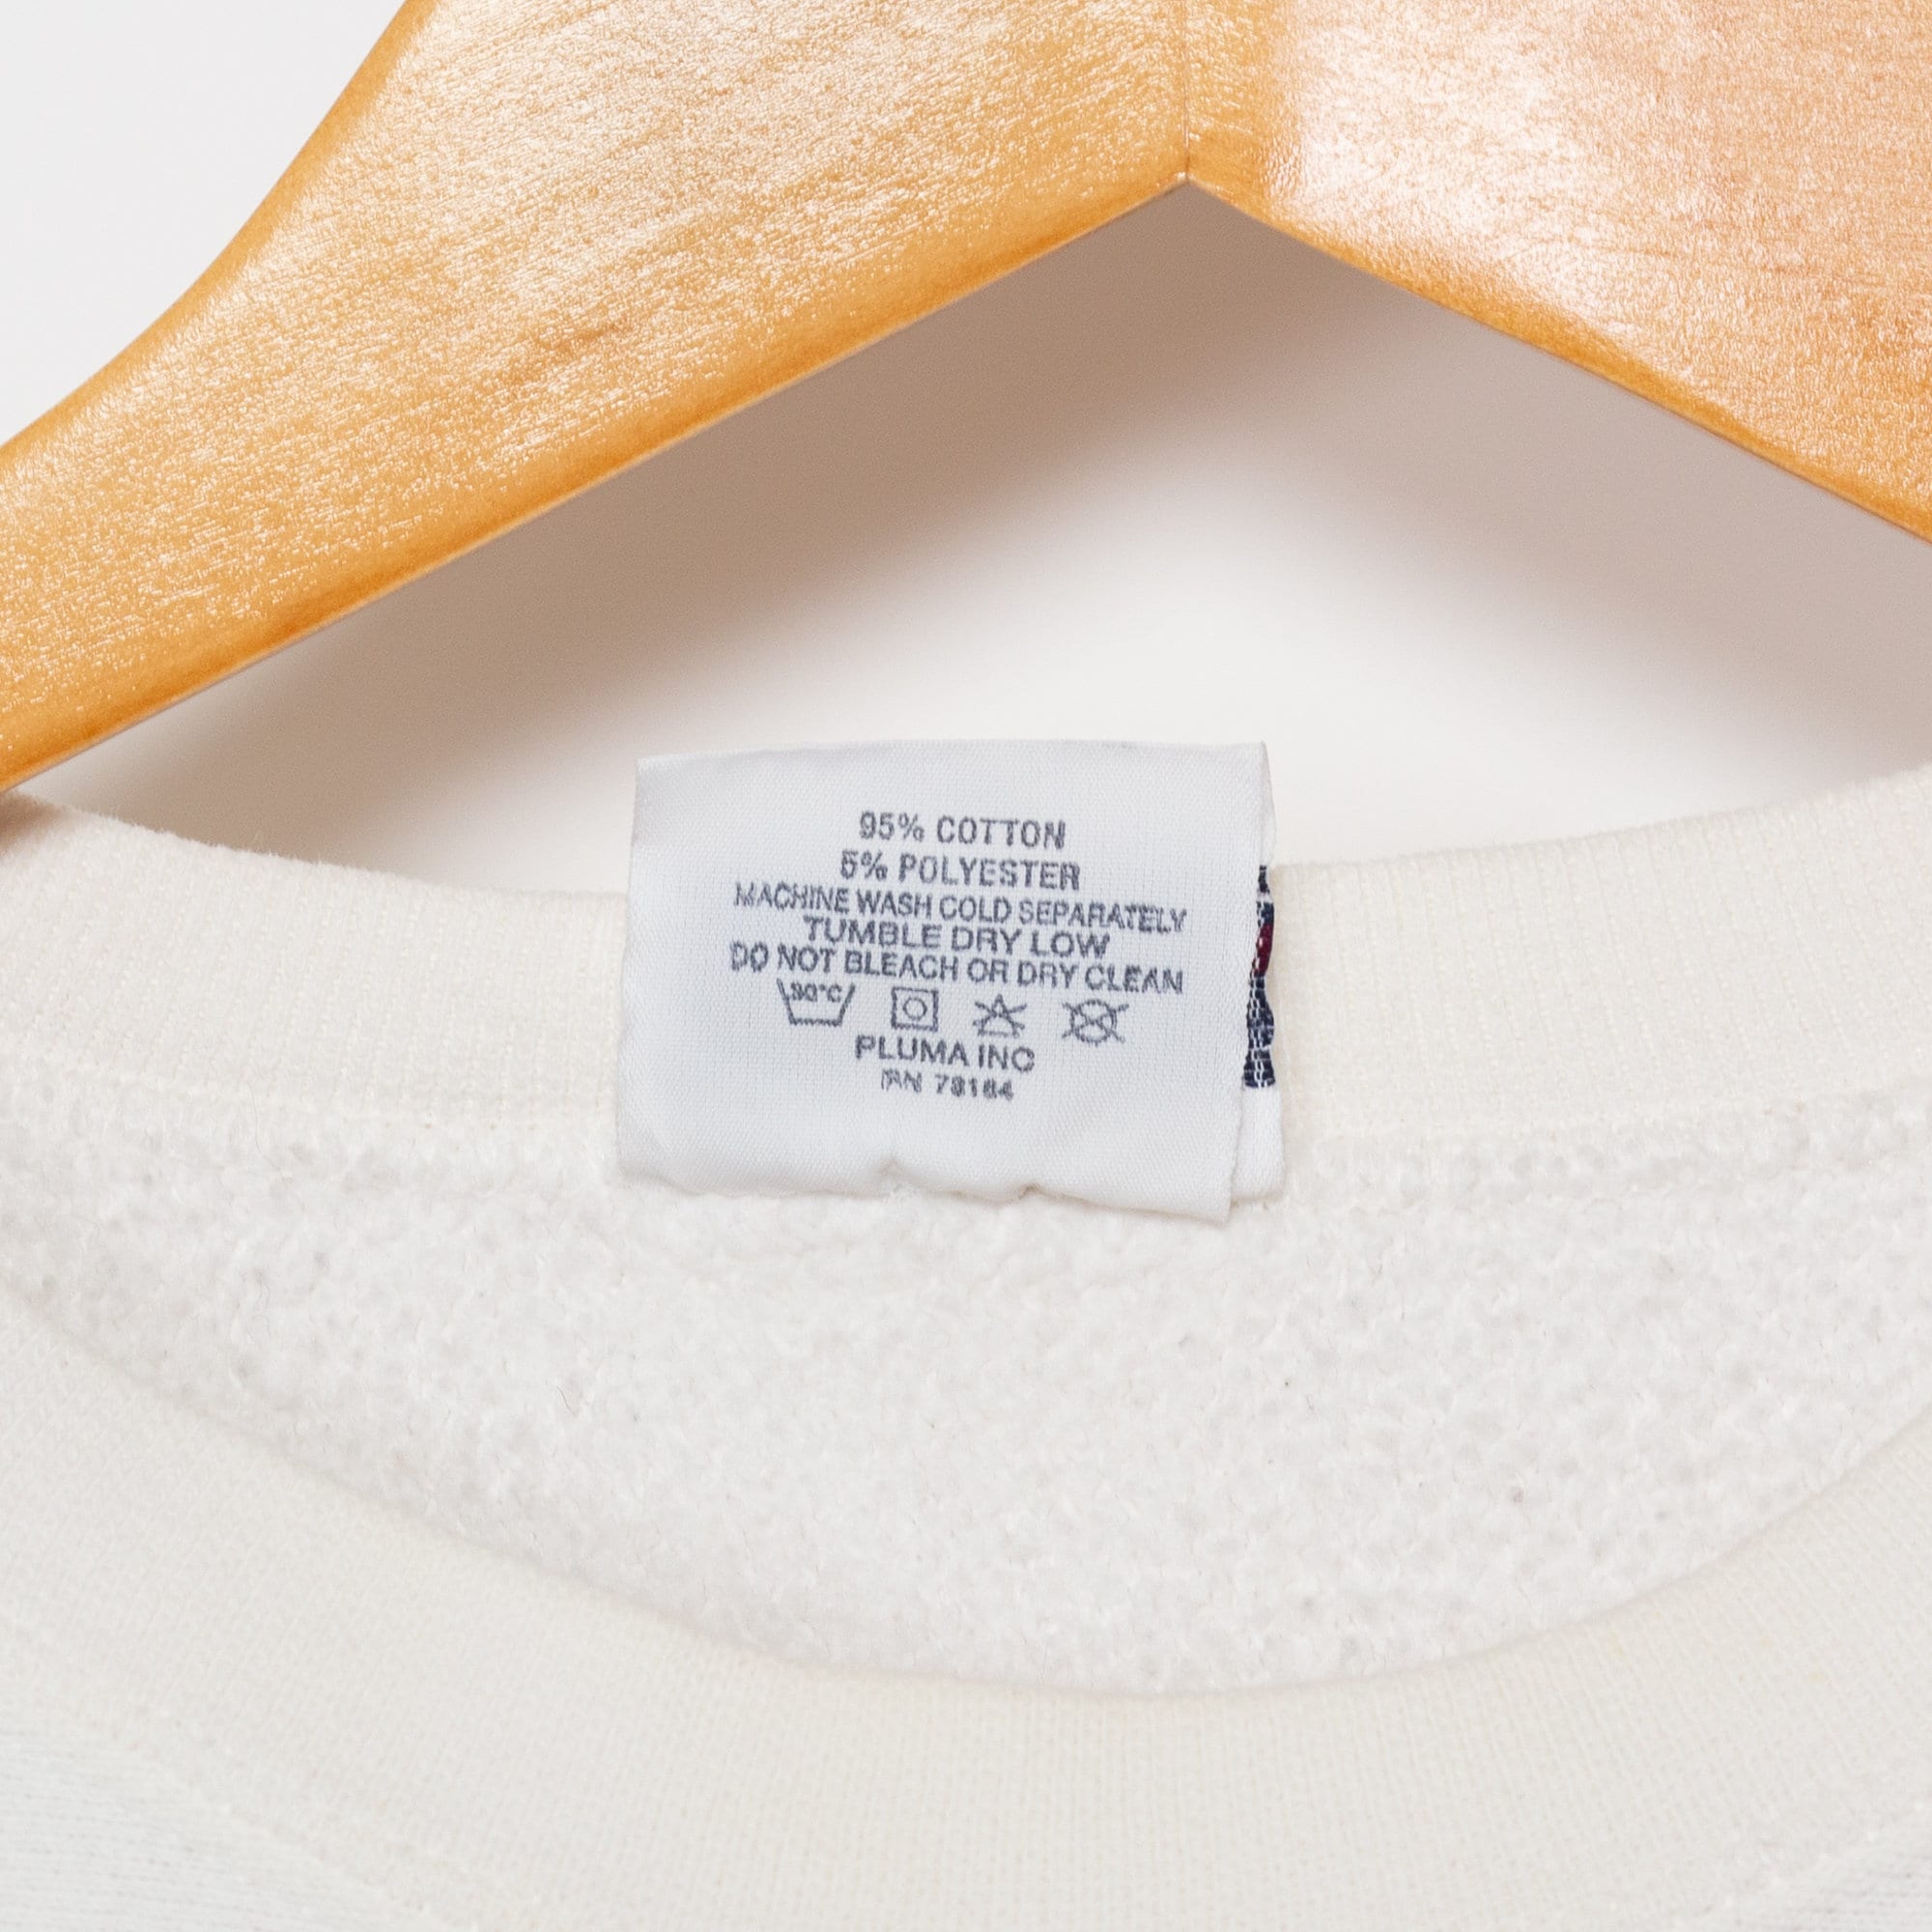 95% COTTON
5% POLYESTER
MACHINE WASH COLD SEPARATELY
TUMBLE DRY LOW
DO NOT BLEACH OR DRY CLEAN
30°C
PLUMA INC
RN 78164